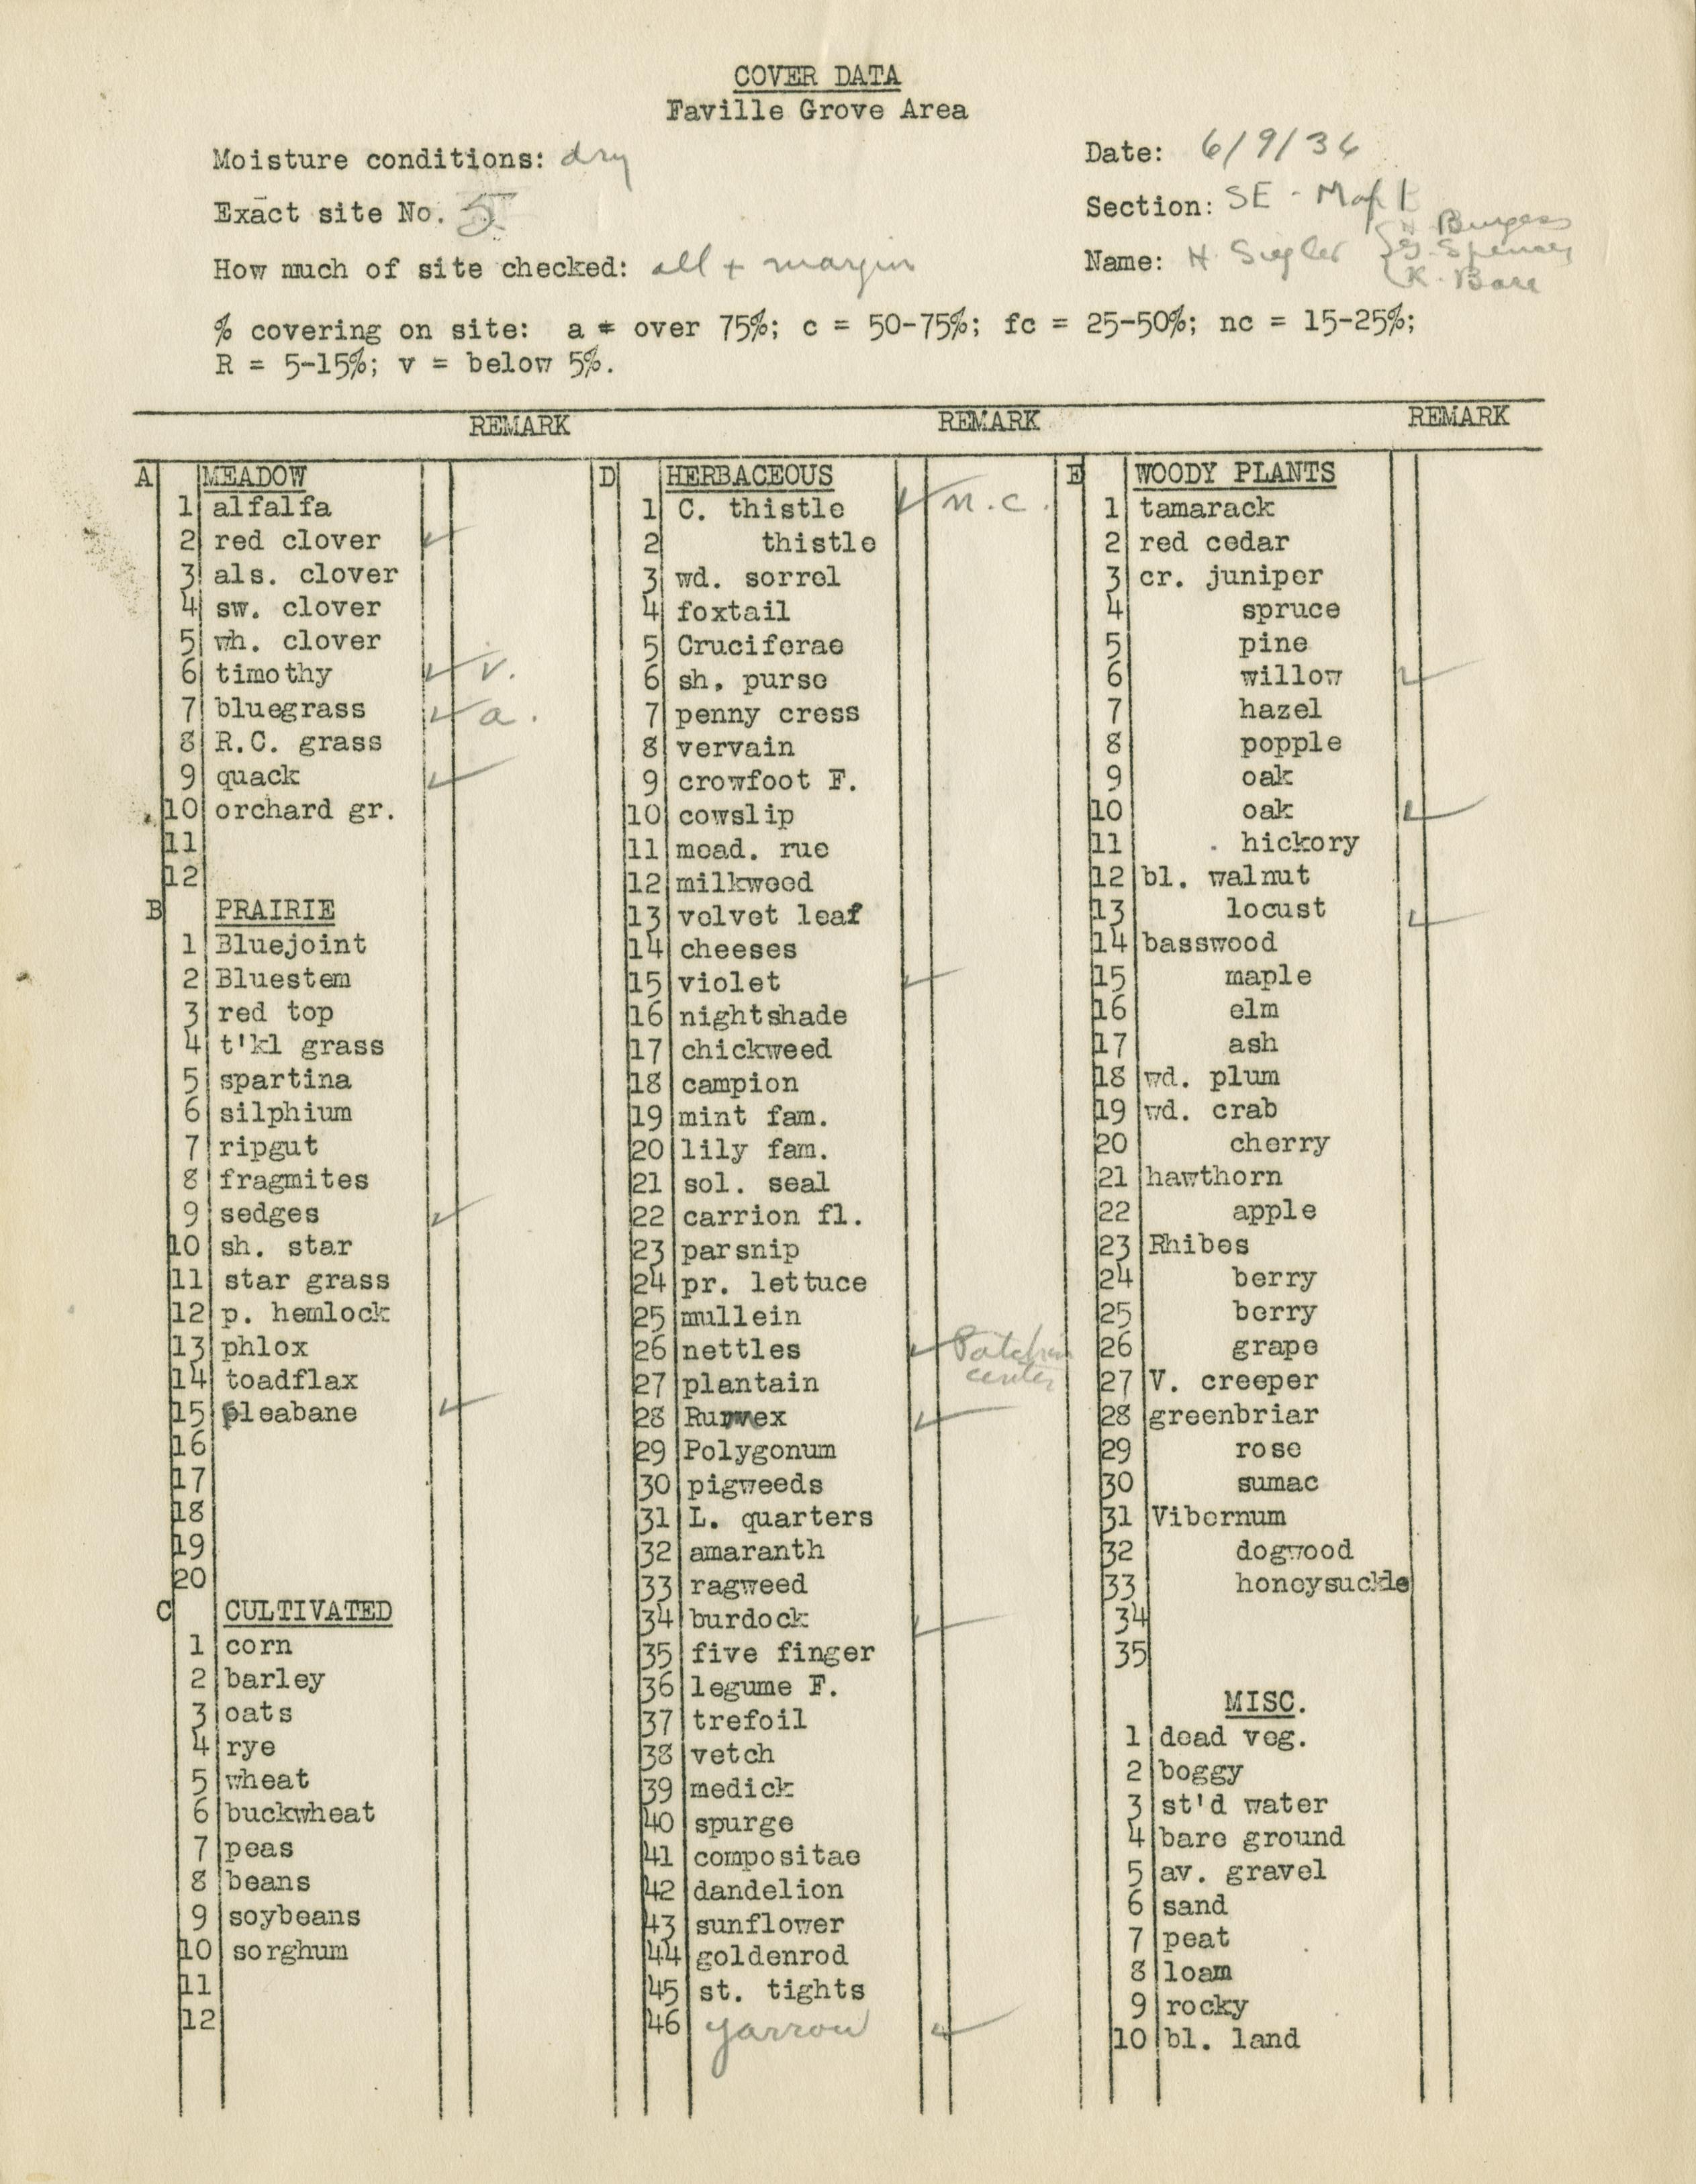 COVER DATA
Faville Grove Area
Moisture conditions: dry
Date: 6/9/36
Exact site No. 5
Section: SE - Map 1
How much of site checked: all + margin
Name: H Siegler
H Burgess
G. Spencer
K. Base
% covering on site: a = over 75%; c = 50-75%; fc = 25-50%; nc = 15-25%;
R = 5-15%; v = below 5%.
REMARK REMARK REMARK
A MEADOW
1 alfalfa
2 red clover ✓
3 als. clover
4 sw. clover
5 wh. clover
6 timothy ✓ v.
7 bluegrass ✓ a.
8 R.C. grass
9 quack ✓
10 orchard gr.
11
12
B PRAIRIE
1 Bluejoint
2 Bluestem
3 red top
4 t'kl grass
5 spartina
6 silphium
7 ripgut
8 fragmites
9 sedges ✓
10 sh. star
11 star grass
12 p. hemlock
13 phlox
14 toadflax
15 fleabane ✓
16
17
18
19
20
C CULTIVATED
1 corn
2 barley
3 oats
4 rye
5 wheat
6 buckwheat
7 peas
8 beans
9 soybeans
10 sorghum
11
12
D HERBACEOUS
1 C. thistle ✓ n.c.
2 thistle
3 wd. sorrel
4 foxtail
5 Cruciferae
6 sh. purse
7 penny cress
8 vervain
9 crowfoot F.
10 cowslip
11 mead. rue
12 milkweed
13 velvet leaf
14 cheeses
15 violet ✓
16 nightshade
17 chickweed
18 campion
19 mint fam.
20 lily fam.
21 sol. seal
22 carrion fl.
23 parsnip
24 pr. lettuce
25 mullein
26 nettles ✓ Patch in
center
27 plantain
28 Rumex ✓
29 Polygonum
30 pigweeds
31 L. quarters
32 amaranth
33 ragweed
34 burdock ✓
35 five finger
36 legume F.
37 trefoil
38 vetch
39 medick
40 spurge
41 compositae
42 dandelion
43 sunflower
44 goldenrod
45 st. tights
46 yarrow ✓
E WOODY PLANTS
1 tamarack
2 red cedar
3 cr. juniper
4 spruce
5 pine
6 willow ✓
7 hazel
8 popple
9 oak
10 oak ✓
11 hickory
12 bl. walnut
13 locust ✓
14 basswood
15 maple
16 elm
17 ash
18 wd. plum
19 wd. crab
20 cherry
21 hawthorn
22 apple
23 Rhibes
24 berry
25 berry
26 grape
27 V. creeper
28 greenbriar
29 rose
30 sumac
31 Vibernum
32 dogwood
33 honeysuckle
34
35
MISC.
1 dead veg.
2 boggy
3 st'd water
4 bare ground
5 av. gravel
6 sand
7 peat
8 loam
9 rocky
10 bl. land